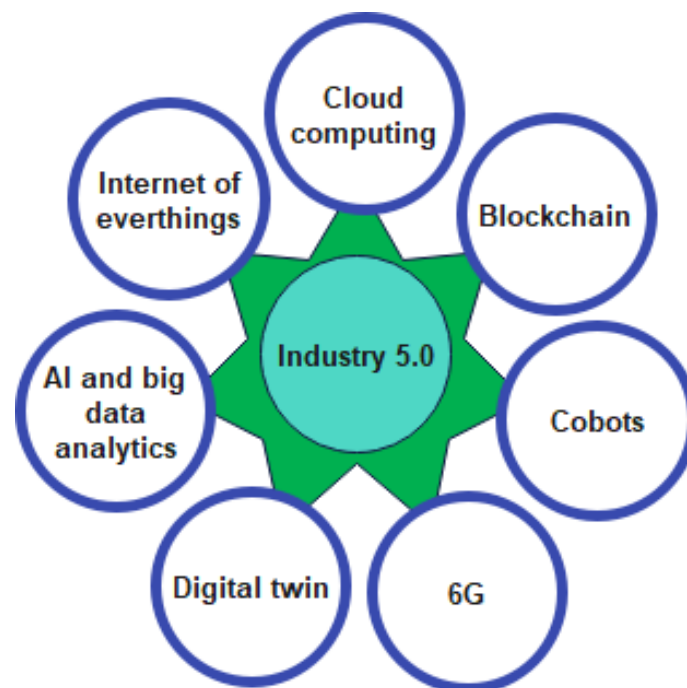 Cloud
computing
Internet of
everthings
Blockchain
Industry 5.0
AI and big
data
analytics
Cobots
Digital twin
6G